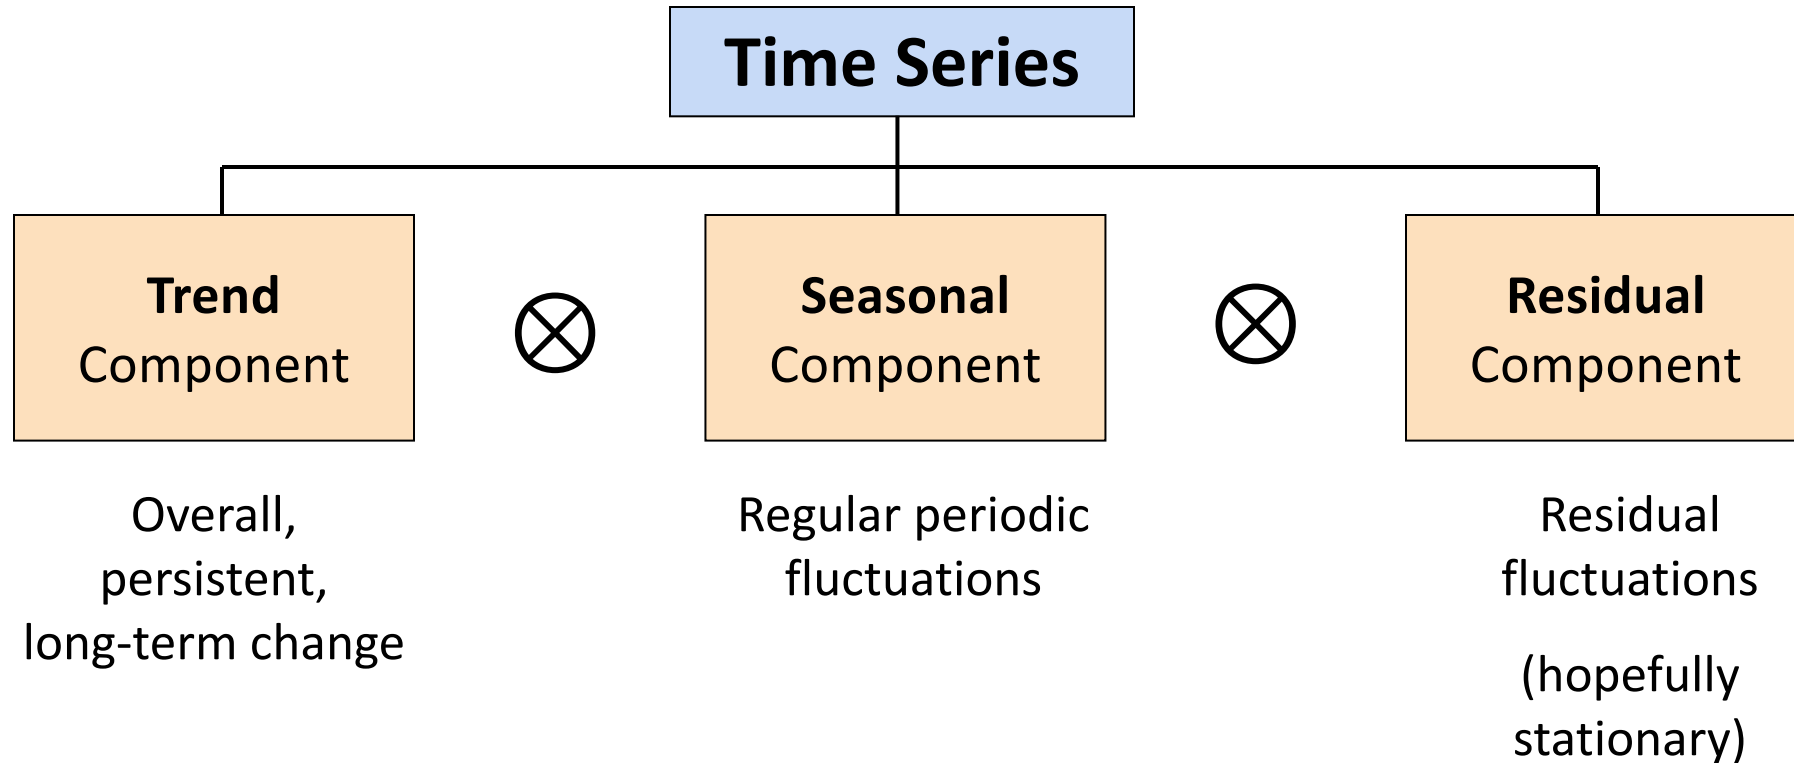 Time Series
Trend
Component
Seasonal
Component
Residual
Component
Overall,
persistent,
long-term change
Regular periodic
fluctuations
Residual
fluctuations
(hopefully
stationary)